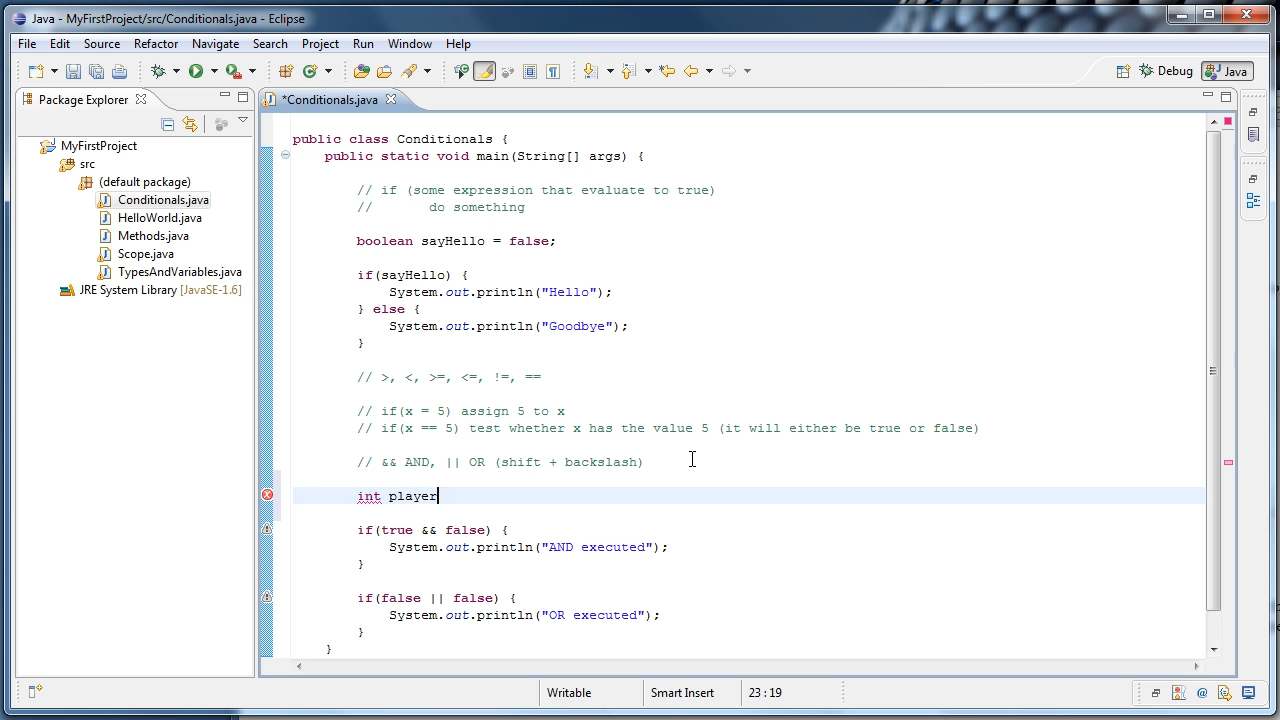 Java - MyFirstProject/src/Conditionals.java - Eclipse
File Edit Source Refactor Navigate Search Project Run Window Help
Debug Java
Package Explorer
*Conditionals.java
MyFirstProject
src
(default package)
Conditionals.java
HelloWorld.java
Methods.java
Scope.java
TypesAndVariables.java
JRE System Library [JavaSE-1.6]
public class Conditionals {
public static void main(String[] args) {
// if (some expression that evaluate to true)
// do something
boolean sayHello = false;
if(sayHello) {
System.out.println("Hello");
} else {
System.out.println("Goodbye");
}
// >, <, >=, <=, !=, ==
// if(x = 5) assign 5 to x
// if(x == 5) test whether x has the value 5 (it will either be true or false)
// && AND, || OR (shift + backslash)
int player
if(true && false) {
System.out.println("AND executed");
}
if(false || false) {
System.out.println("OR executed");
}
}
Writable Smart Insert 23 : 19